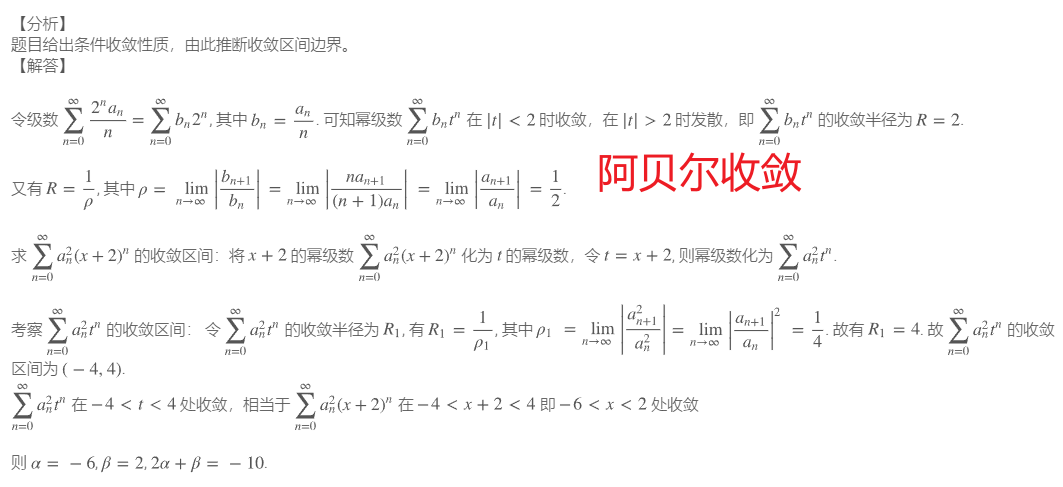 【分析】
题目给出条件收敛性质，由此推断收敛区间边界。
【解答】
令级数 $\sum_{n=0}^{\infty} \frac{2^n a_n}{n} = \sum_{n=0}^{\infty} b_n 2^n$, 其中 $b_n = \frac{a_n}{n}$. 可知幂级数 $\sum_{n=0}^{\infty} b_n t^n$ 在 $|t| < 2$ 时收敛，在 $|t| > 2$ 时发散，即 $\sum_{n=0}^{\infty} b_n t^n$ 的收敛半径为 $R = 2$.
阿贝尔收敛
又有 $R = \frac{1}{\rho}$, 其中 $\rho = \lim_{n \to \infty} \left| \frac{b_{n+1}}{b_n} \right| = \lim_{n \to \infty} \left| \frac{n a_{n+1}}{(n+1) a_n} \right| = \lim_{n \to \infty} \left| \frac{a_{n+1}}{a_n} \right| = \frac{1}{2}$.
求 $\sum_{n=0}^{\infty} a_n^2 (x+2)^n$ 的收敛区间：将 $x + 2$ 的幂级数 $\sum_{n=0}^{\infty} a_n^2 (x+2)^n$ 化为 $t$ 的幂级数，令 $t = x + 2$, 则幂级数化为 $\sum_{n=0}^{\infty} a_n^2 t^n$.
考察 $\sum_{n=0}^{\infty} a_n^2 t^n$ 的收敛区间： 令 $\sum_{n=0}^{\infty} a_n^2 t^n$ 的收敛半径为 $R_1$, 有 $R_1 = \frac{1}{\rho_1}$, 其中 $\rho_1 = \lim_{n \to \infty} \left| \frac{a_{n+1}^2}{a_n^2} \right| = \lim_{n \to \infty} \left| \frac{a_{n+1}}{a_n} \right|^2 = \frac{1}{4}$. 故有 $R_1 = 4$. 故 $\sum_{n=0}^{\infty} a_n^2 t^n$ 的收敛
区间为 $(-4, 4)$.
$\sum_{n=0}^{\infty} a_n^2 t^n$ 在 $-4 < t < 4$ 处收敛，相当于 $\sum_{n=0}^{\infty} a_n^2 (x+2)^n$ 在 $-4 < x + 2 < 4$ 即 $-6 < x < 2$ 处收敛
则 $\alpha = -6, \beta = 2, 2\alpha + \beta = -10$.